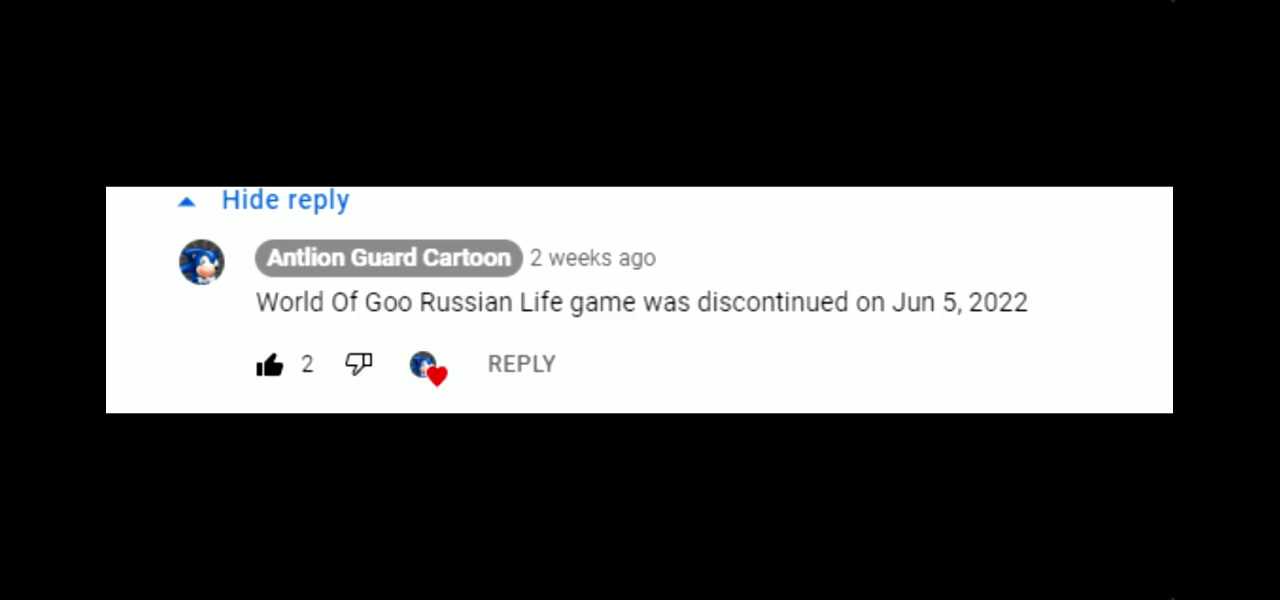 Hide reply
Antlion Guard Cartoon 2 weeks ago
World Of Goo Russian Life game was discontinued on Jun 5, 2022
2 REPLY